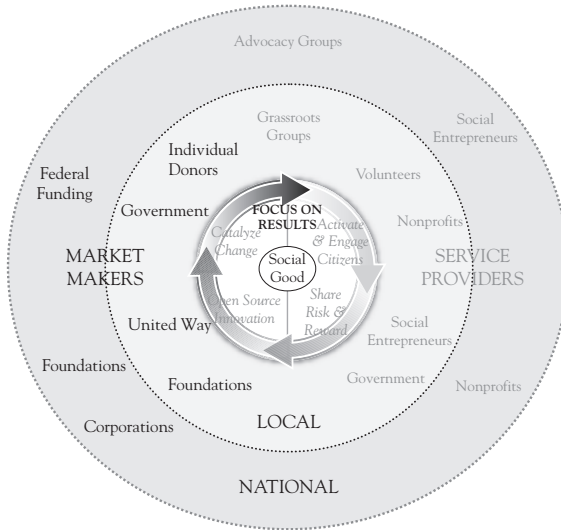 Advocacy Groups
Grassroots
Groups
Social
Entrepreneurs
Individual
Donors
Federal
Funding
Volunteers
Government
FOCUS ON
RESULTS
Nonprofits
Catalyze
Change
Activate
& Engage
Citizens
MARKET
MAKERS
Social
Good
SERVICE
PROVIDERS
Open Source
Innovation
Share
Risk &
Reward
United Way
Social
Entrepreneurs
Foundations
Foundations
Government
Nonprofits
Corporations
LOCAL
NATIONAL